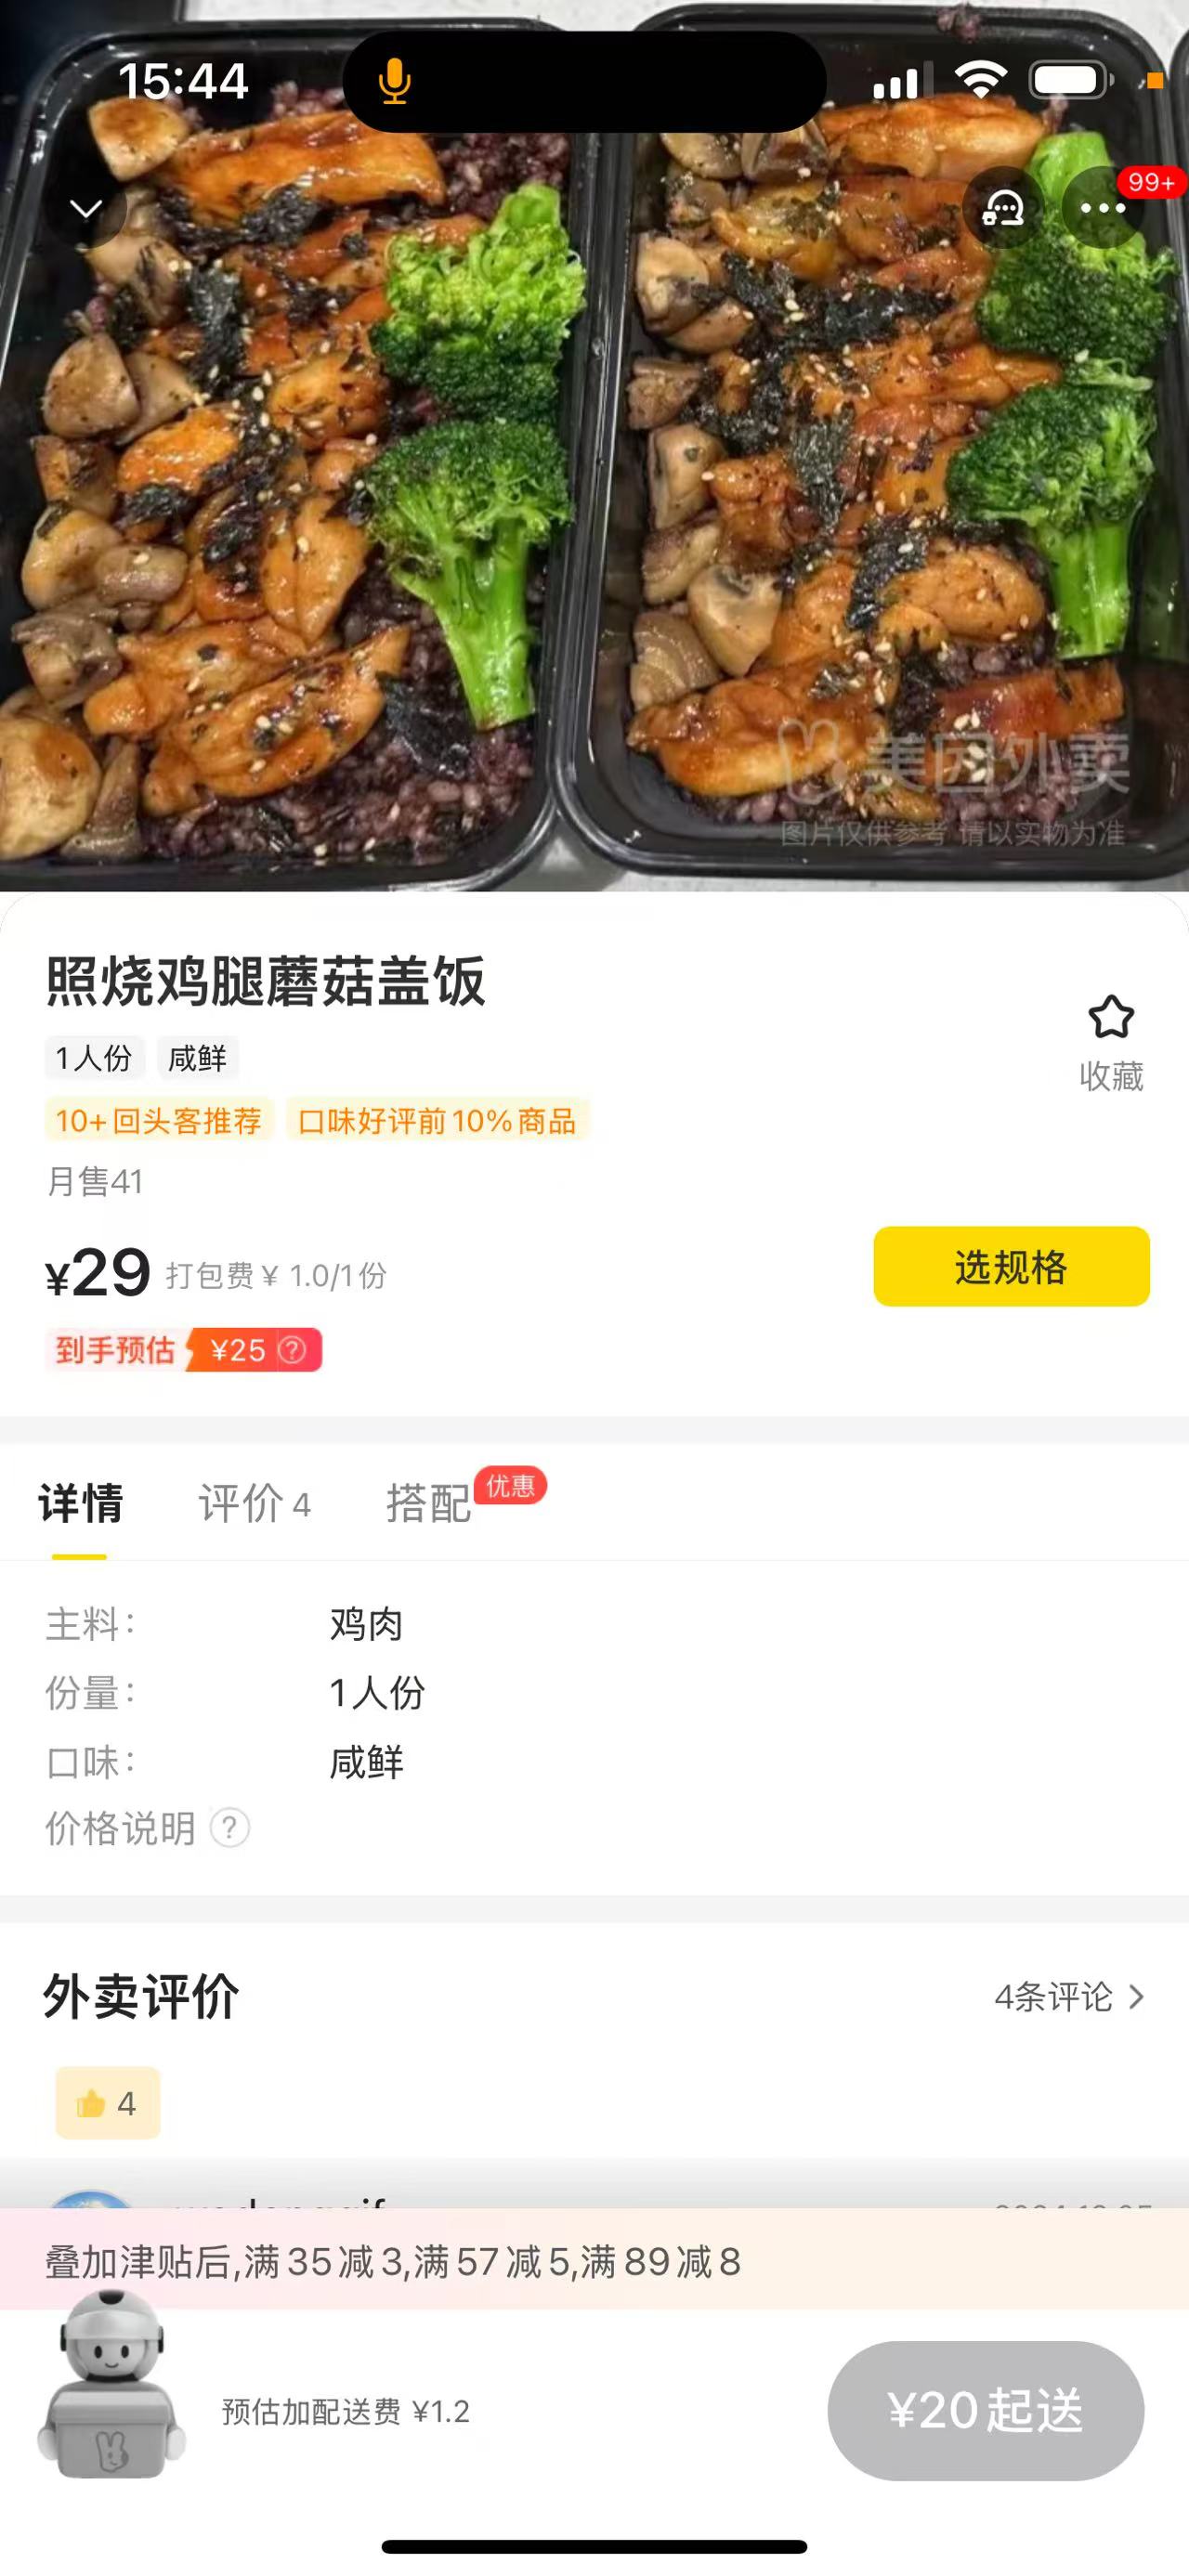 15:44
99+
美团外卖
图片仅供参考 请以实物为准
照烧鸡腿蘑菇盖饭
收藏
1人份 咸鲜
10+回头客推荐 口味好评前10%商品
月售41
¥29 打包费¥ 1.0/1份
选规格
到手预估 ¥25 ?
详情 评价4 搭配 优惠
主料: 鸡肉
份量: 1人份
口味: 咸鲜
价格说明 ?
外卖评价 4条评论
4
叠加津贴后,满35减3,满57减5,满89减8
预估加配送费 ¥1.2
¥20起送